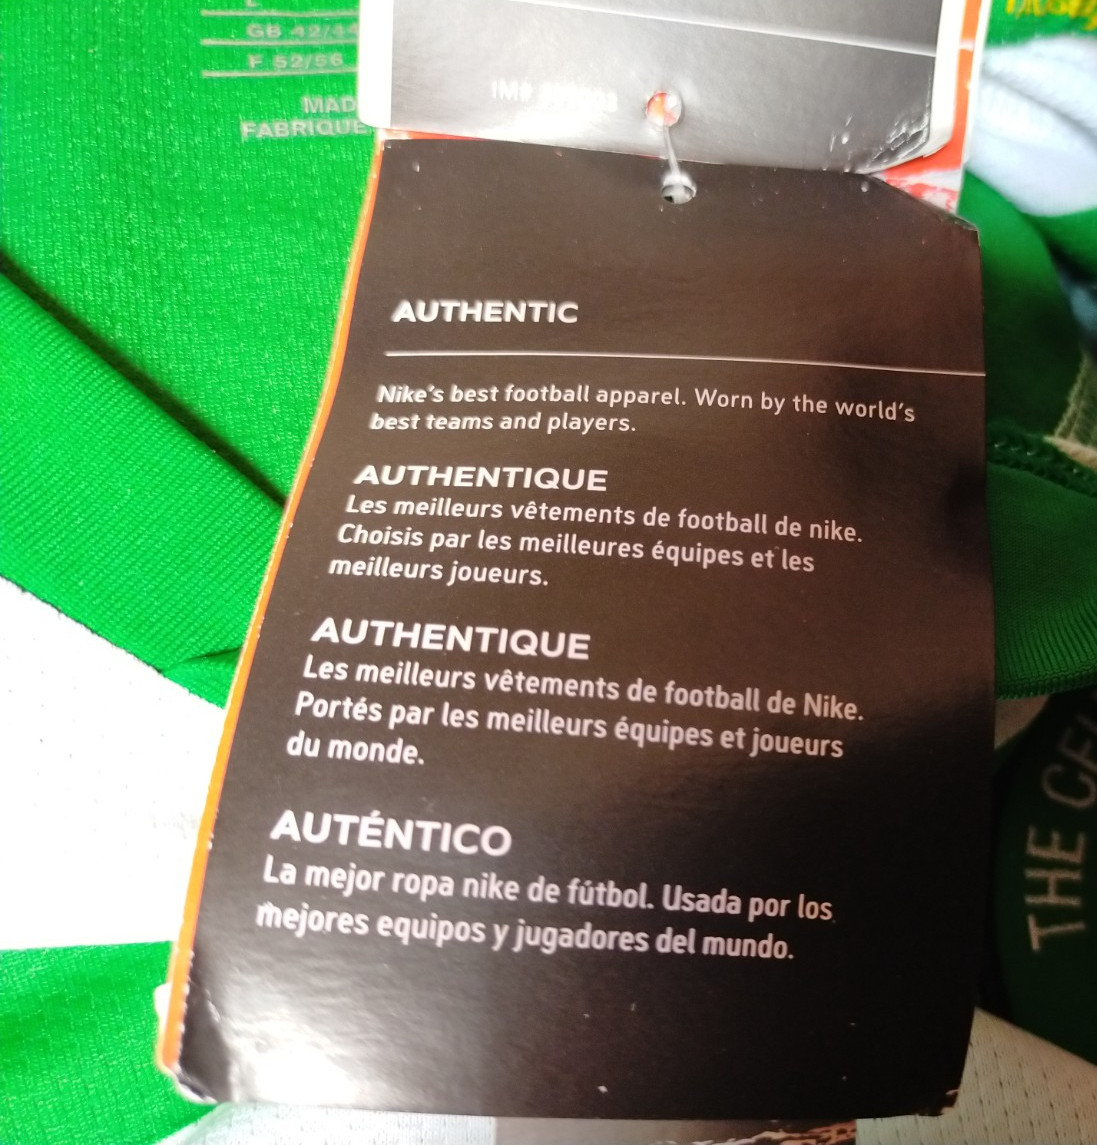 GB 42/44
F 52/56
MAD
FABRIQUE
AUTHENTIC
Nike's best football apparel. Worn by the world's
best teams and players.
AUTHENTIQUE
Les meilleurs vêtements de football de nike.
Choisis par les meilleures équipes et les
meilleurs joueurs.
AUTHENTIQUE
Les meilleurs vêtements de football de Nike.
Portés par les meilleurs équipes et joueurs
du monde.
AUTÉNTICO
La mejor ropa nike de fútbol. Usada por los
mejores equipos y jugadores del mundo.
THE